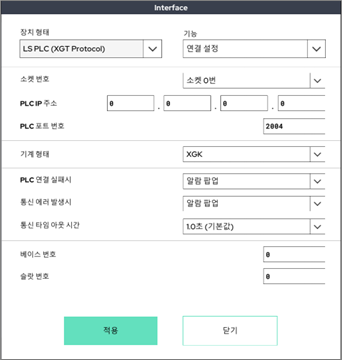 Interface
장치 형태 기능
LS PLC (XGT Protocol) 연결 설정
소켓 번호 소켓 0번
PLC IP 주소 0 . 0 . 0 . 0
PLC 포트 번호 2004
기계 형태 XGK
PLC 연결 실패시 알람 팝업
통신 에러 발생시 알람 팝업
통신 타임 아웃 시간 1.0초 (기본값)
베이스 번호 0
슬랏 번호 0
적용 닫기